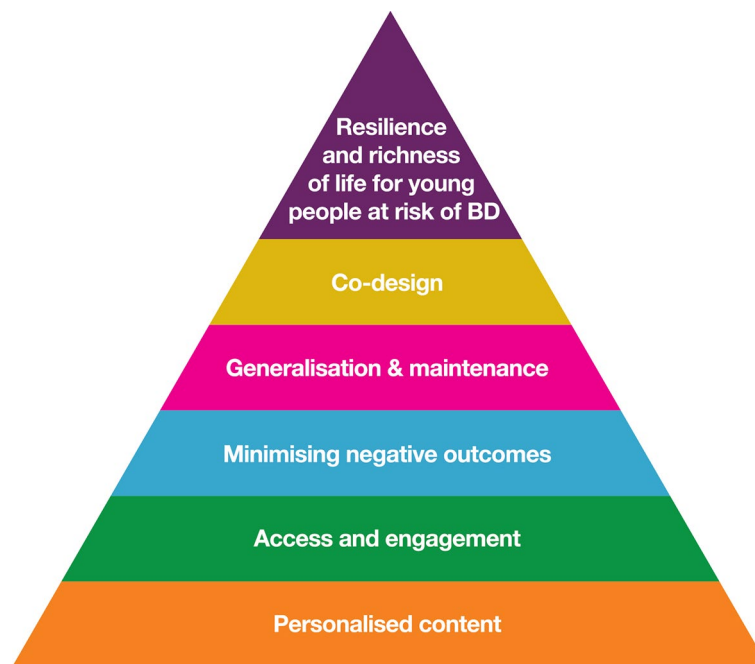 Resilience
and richness
of life for young
people at risk of BD
Co-design
Generalisation & maintenance
Minimising negative outcomes
Access and engagement
Personalised content